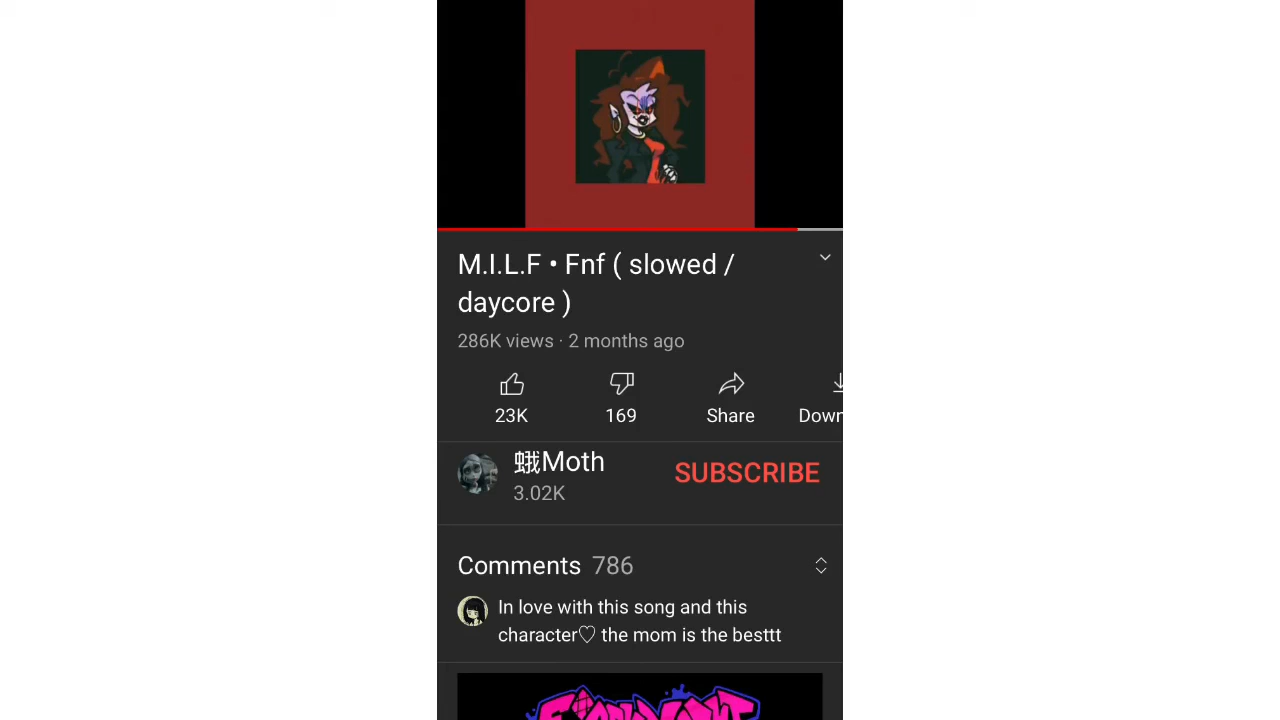 M.I.L.F • Fnf ( slowed /
daycore )
286K views · 2 months ago
23K 169 Share Down
蛾Moth
SUBSCRIBE
3.02K
Comments 786
In love with this song and this
character♡ the mom is the besttt